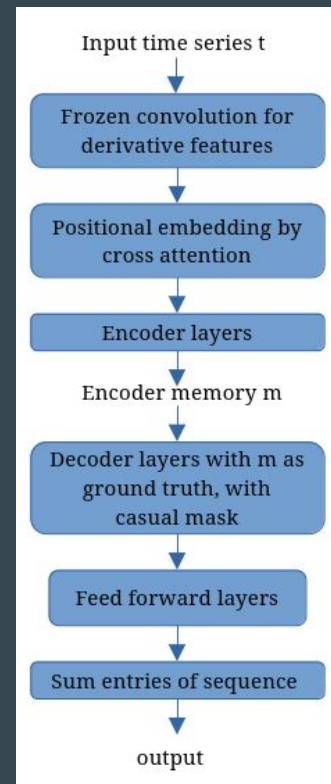 Input time series t
Frozen convolution for
derivative features
Positional embedding by
cross attention
Encoder layers
Encoder memory m
Decoder layers with m as
ground truth, with
casual mask
Feed forward layers
Sum entries of sequence
output